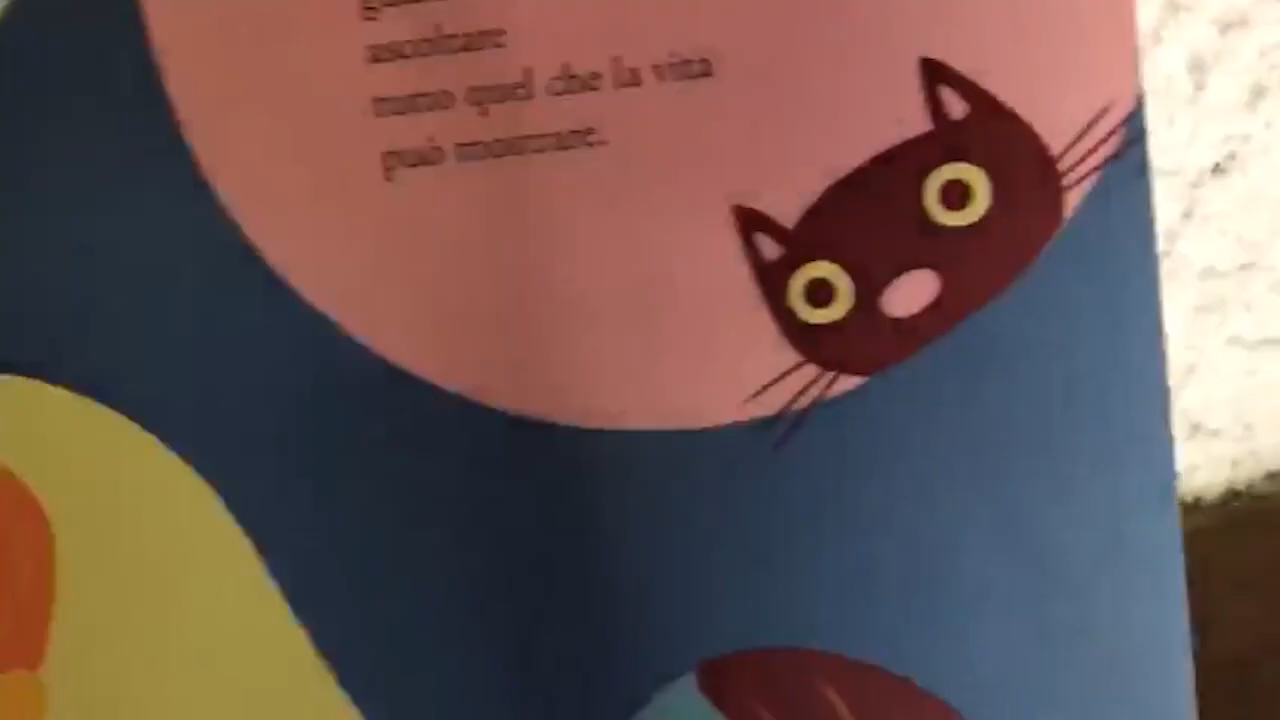 ascoltare
tutto quel che la vita
può mostrare.